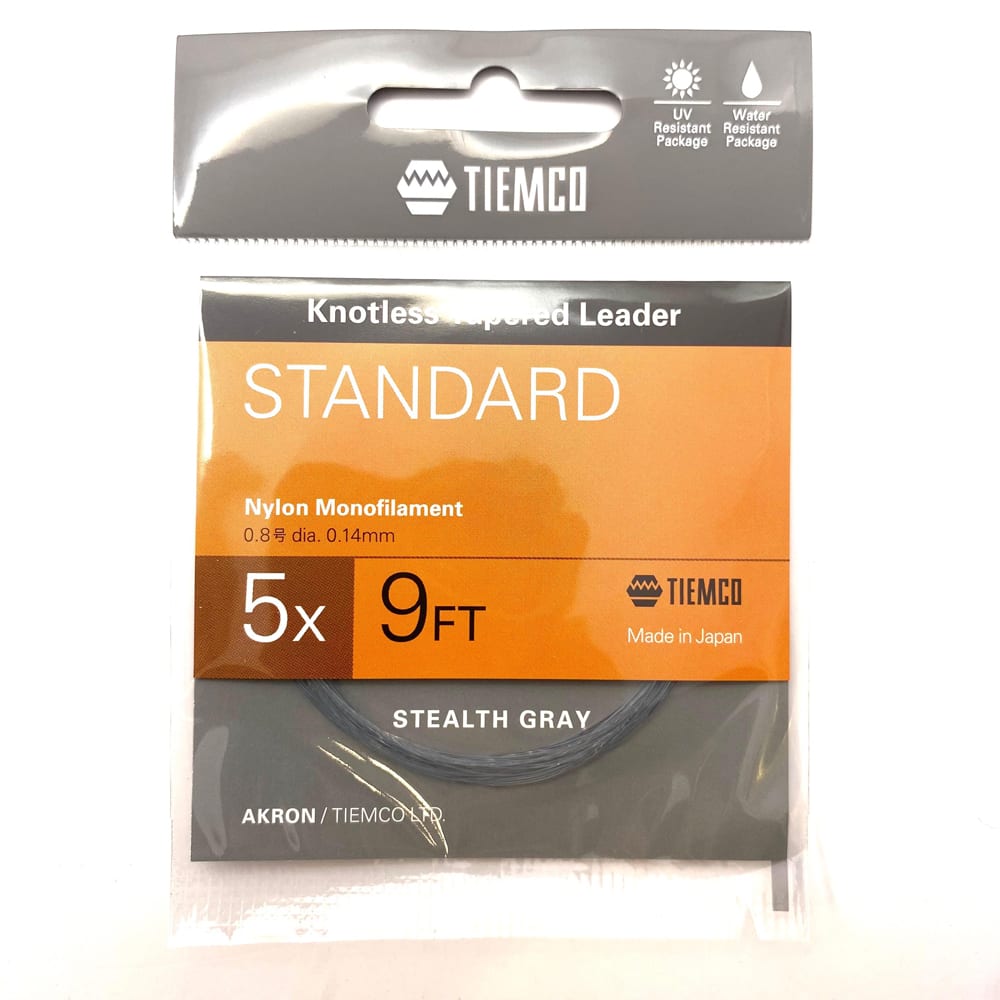 UV
Resistant
Package
Water
Resistant
Package
TIEMCO
Knotless Tapered Leader
STANDARD
Nylon Monofilament
0.8号 dia. 0.14mm
5X 9FT
TIEMCO
Made in Japan
STEALTH GRAY
AKRON / TIEMCO LTD.